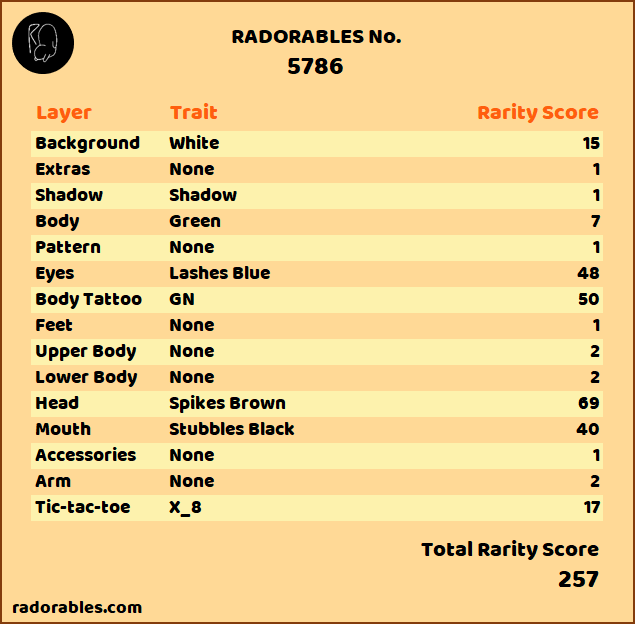 RADORABLES No.
5786
Layer Trait Rarity Score
Background White 15
Extras None 1
Shadow Shadow 1
Body Green 7
Pattern None 1
Eyes Lashes Blue 48
Body Tattoo GN 50
Feet None 1
Upper Body None 2
Lower Body None 2
Head Spikes Brown 69
Mouth Stubbles Black 40
Accessories None 1
Arm None 2
Tic-tac-toe X_8 17
Total Rarity Score
257
radorables.com